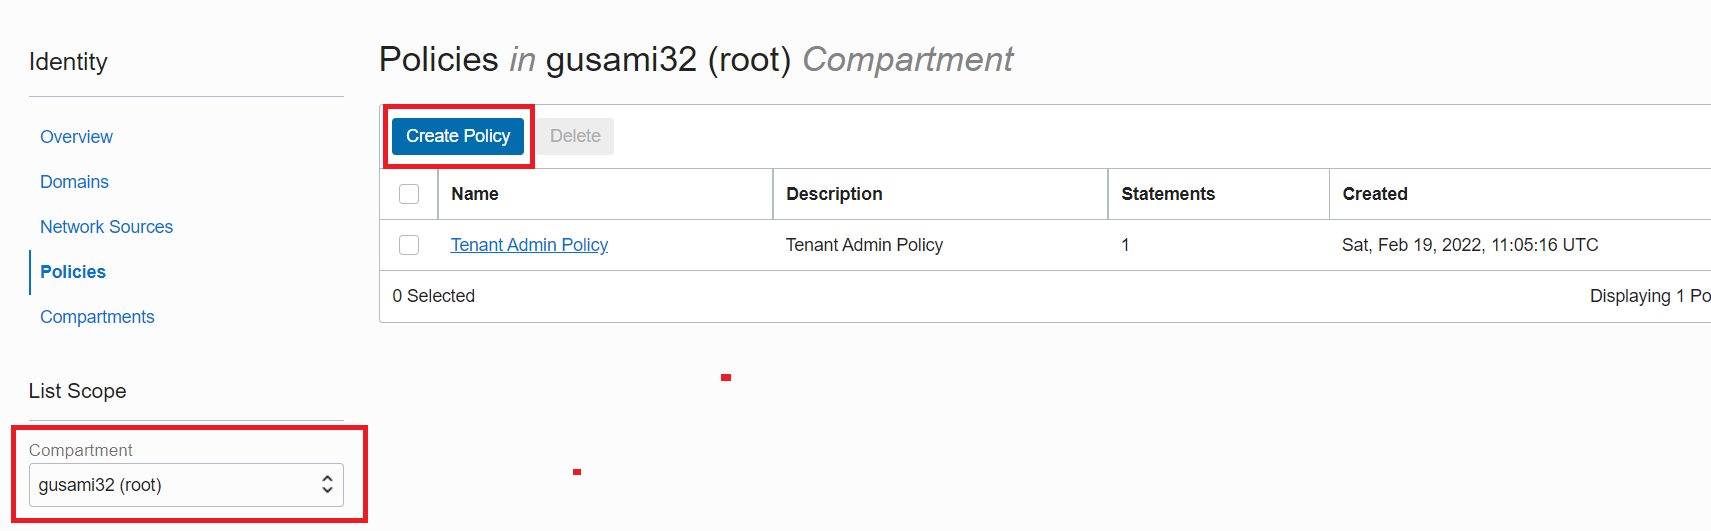 Identity
Overview
Domains
Network Sources
Policies
Compartments
List Scope
Compartment
gusami32 (root)
Policies in gusami32 (root) Compartment
Create Policy Delete
Name Description Statements Created
Tenant Admin Policy Tenant Admin Policy 1 Sat, Feb 19, 2022, 11:05:16 UTC
0 Selected Displaying 1 Po